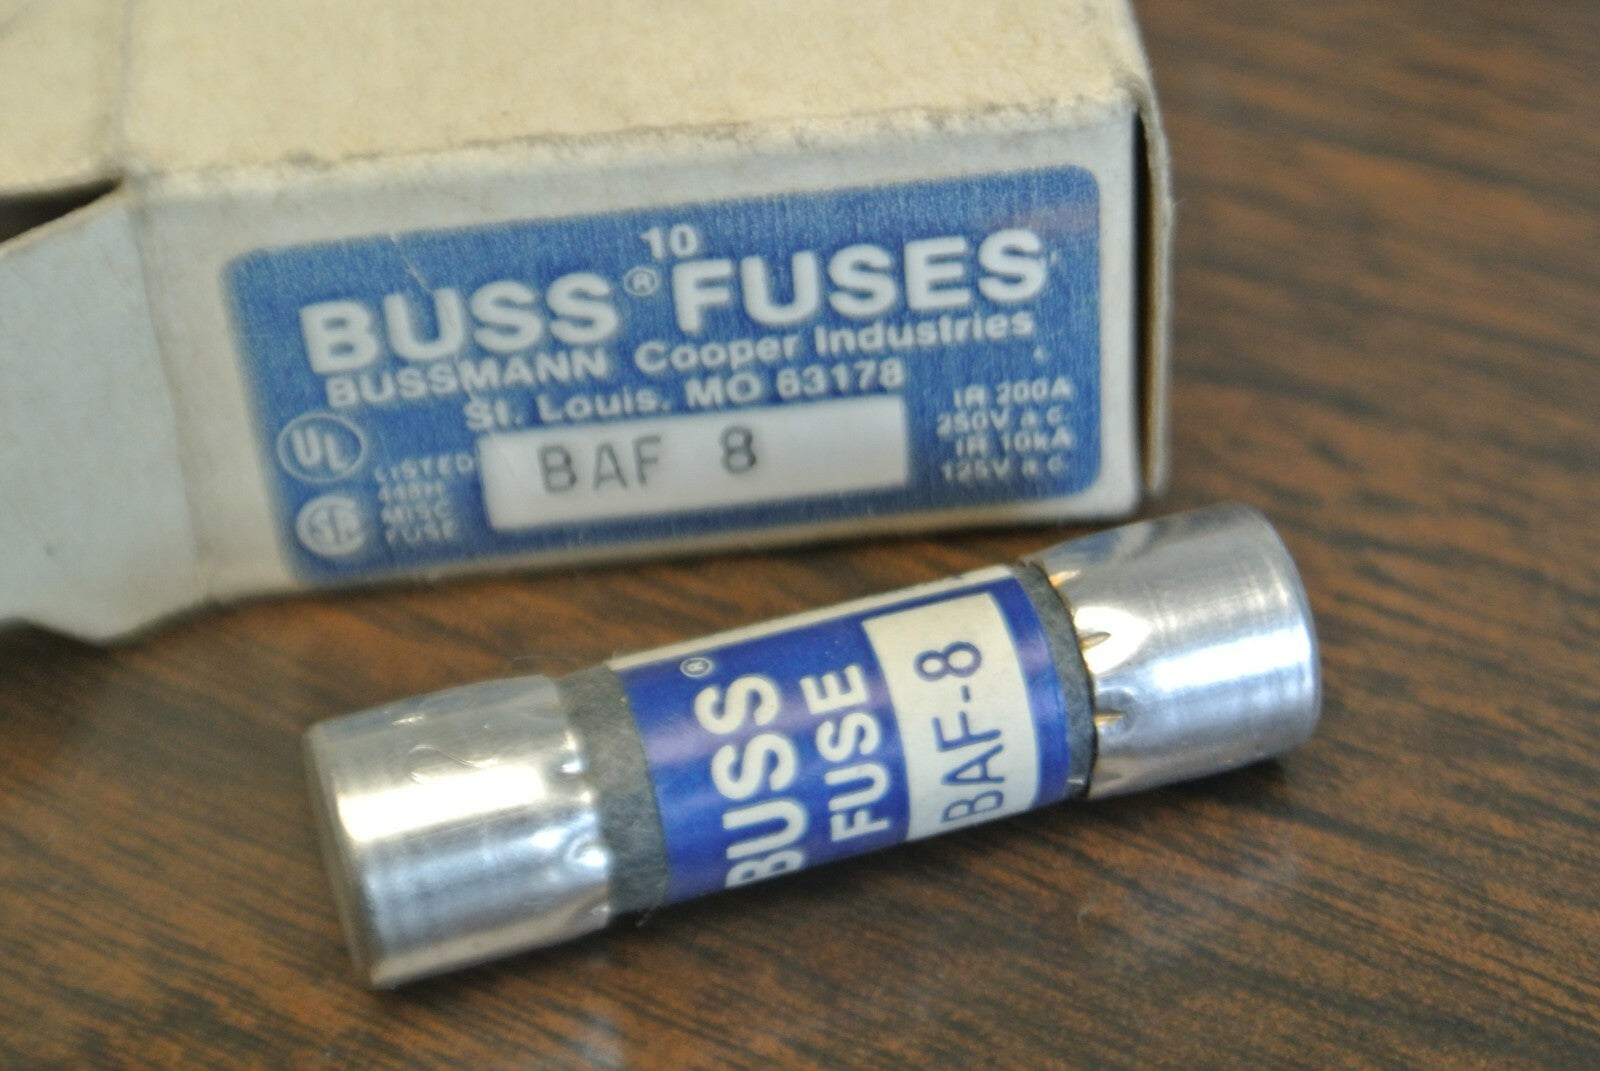 10
BUSS® FUSES
BUSSMANN Cooper Industries
St. Louis, MO 63178
UL
LISTED
MISC
FUSE
BAF 8
IR 200A
250V a.c.
IR 10kA
125V a.c.
BUSS®
FUSE
BAF-8